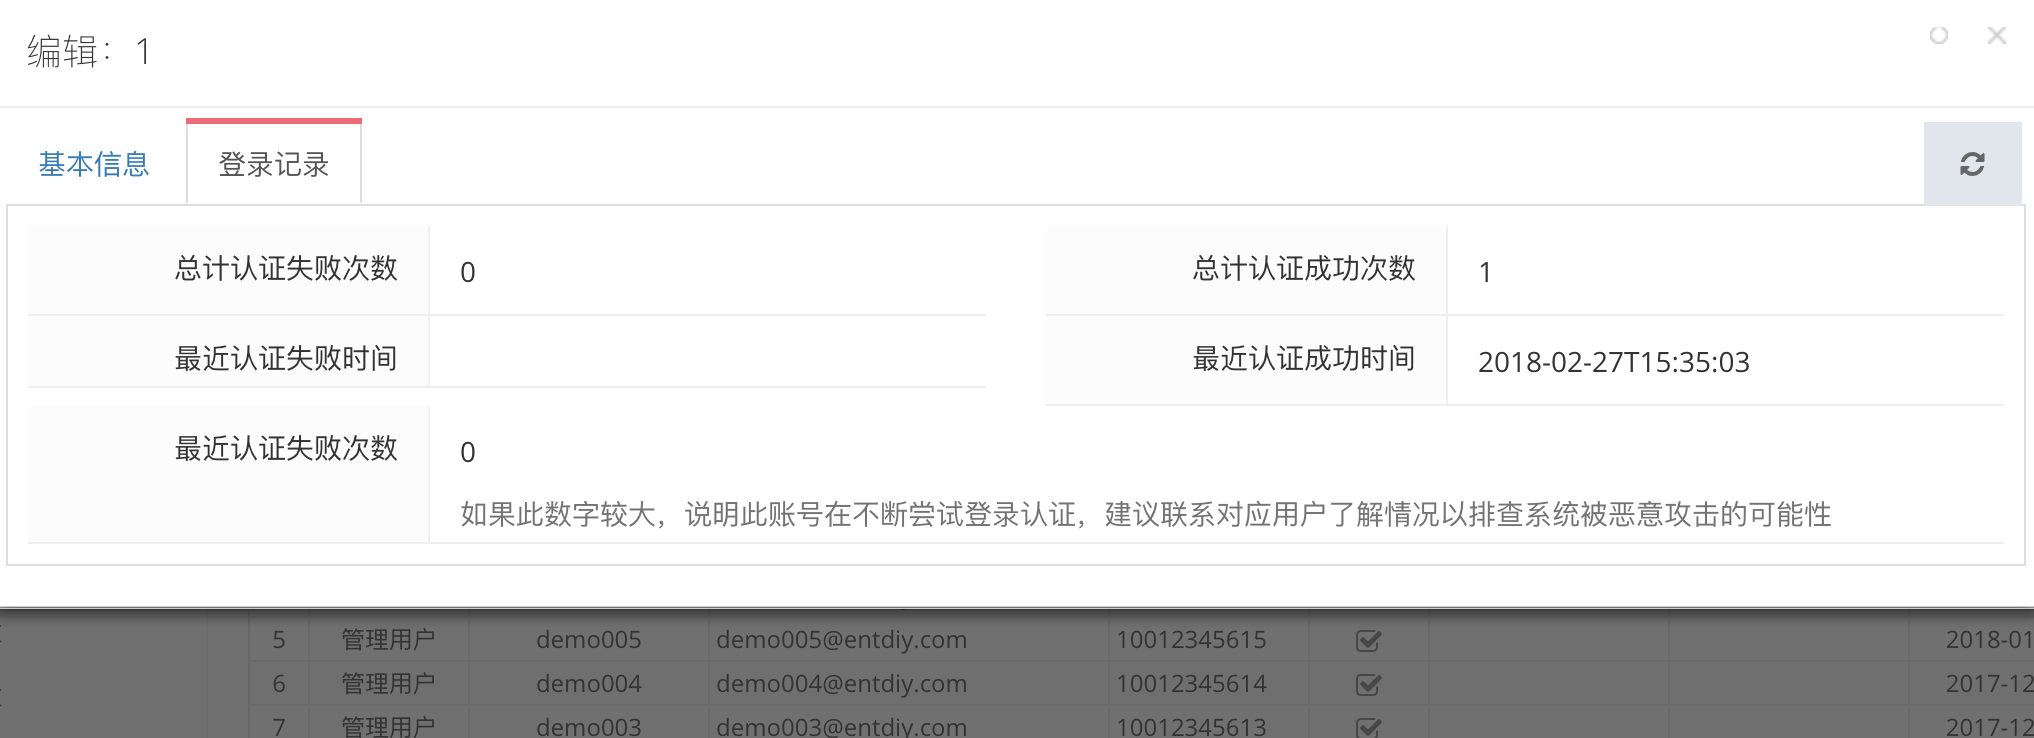 编辑：1
基本信息
登录记录
总计认证失败次数 0 总计认证成功次数 1
最近认证失败时间 最近认证成功时间 2018-02-27T15:35:03
最近认证失败次数 0
如果此数字较大，说明此账号在不断尝试登录认证，建议联系对应用户了解情况以排查系统被恶意攻击的可能性
5 管理用户 demo005 demo005@entdiy.com 10012345615 2018-01
6 管理用户 demo004 demo004@entdiy.com 10012345614 2017-12
7 管理用户 demo003 demo003@entdiy.com 10012345613 2017-12